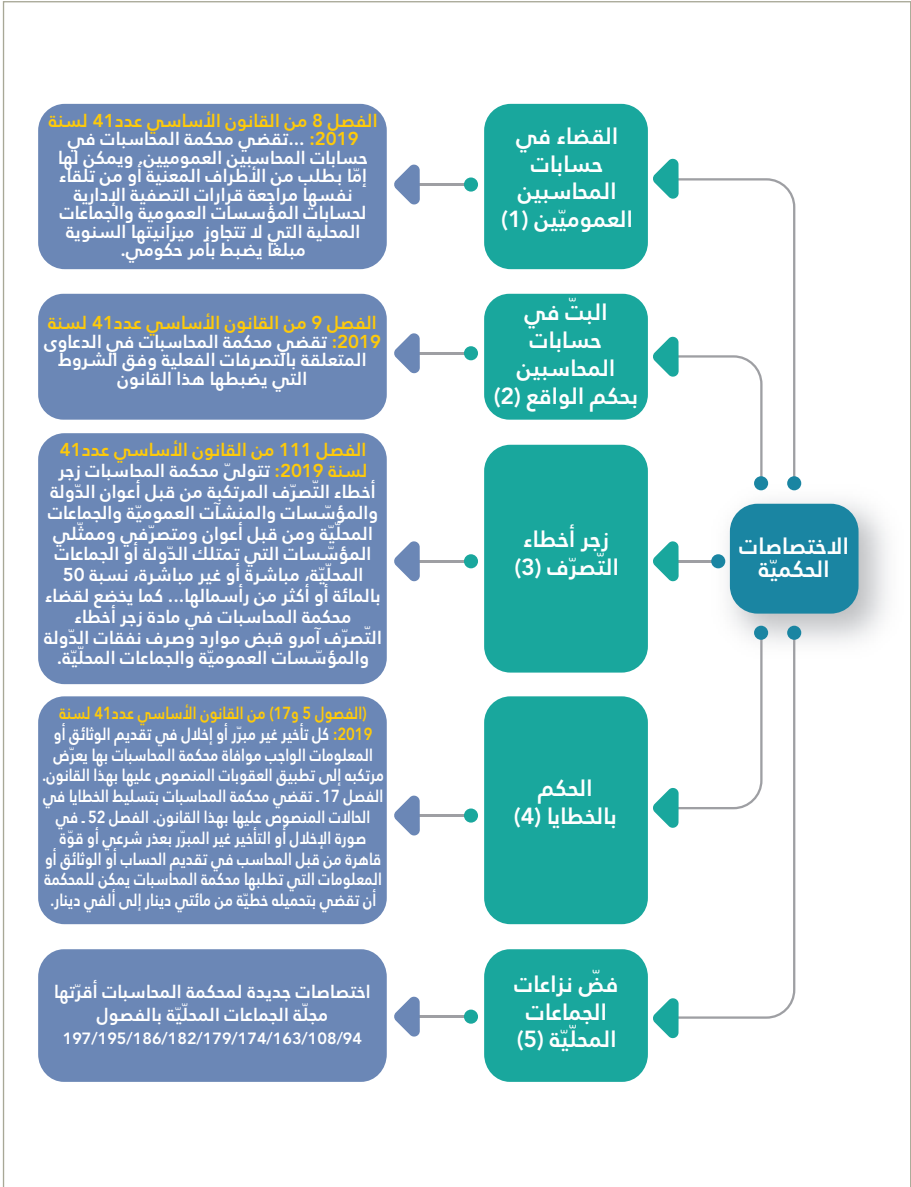 الاختصاصات
الحكميّة
القضاء في
حسابات
المحاسبين
العموميّين (1)
الفصل 8 من القانون الأساسي عدد41 لسنة
2019: ...تقضي محكمة المحاسبات في
حسابات المحاسبين العموميين. ويمكن لها
إمّا بطلب من الأطراف المعنية أو من تلقاء
نفسها مراجعة قرارات التصفية الإدارية
لحسابات المؤسسات العمومية والجماعات
المحلية التي لا تتجاوز ميزانيتها السنوية
مبلغا يضبط بأمر حكومي.
البتّ في
حسابات
المحاسبين
بحكم الواقع (2)
الفصل 9 من القانون الأساسي عدد41 لسنة
2019: تقضي محكمة المحاسبات في الدعاوى
المتعلقة بالتصرفات الفعلية وفق الشروط
التي يضبطها هذا القانون
زجر أخطاء
التّصرّف (3)
الفصل 111 من القانون الأساسي عدد41
لسنة 2019: تتولىّ محكمة المحاسبات زجر
أخطاء التّصرّف المرتكبة من قبل أعوان الدّولة
والمؤسّسات والمنشآت العموميّة والجماعات
المحلّيّة ومن قبل أعوان ومتصرّفي وممثّلي
المؤسّسات التي تمتلك الدّولة أو الجماعات
المحلّيّة، مباشرة أو غير مباشرة، نسبة 50
بالمائة أو أكثر من رأسمالها... كما يخضع لقضاء
محكمة المحاسبات في مادة زجر أخطاء
التّصرّف آمرو قبض موارد وصرف نفقات الدّولة
والمؤسّسات العموميّة والجماعات المحلّيّة.
الحكم
بالخطايا (4)
(الفصول 5 و17) من القانون الأساسي عدد41 لسنة
2019: كل تأخير غير مبرّر أو إخلال في تقديم الوثائق أو
المعلومات الواجب موافاة محكمة المحاسبات بها يعرّض
مرتكبه إلى تطبيق العقوبات المنصوص عليها بهذا القانون.
الفصل 17 ـ تقضي محكمة المحاسبات بتسليط الخطايا في
الحالات المنصوص عليها بهذا القانون. الفصل 52 ـ في
صورة الإخلال أو التأخير غير المبرّر بعذر شرعي أو قوّة
قاهرة من قبل المحاسب في تقديم الحساب أو الوثائق أو
المعلومات التي تطلبها محكمة المحاسبات يمكن للمحكمة
أن تقضي بتحميله خطيّة من مائتي دينار إلى ألفي دينار.
فضّ نزاعات
الجماعات
المحلّيّة (5)
اختصاصات جديدة لمحكمة المحاسبات أقرّتها
مجلّة الجماعات المحلّيّة بالفصول
197/195/186/182/179/174/163/108/94